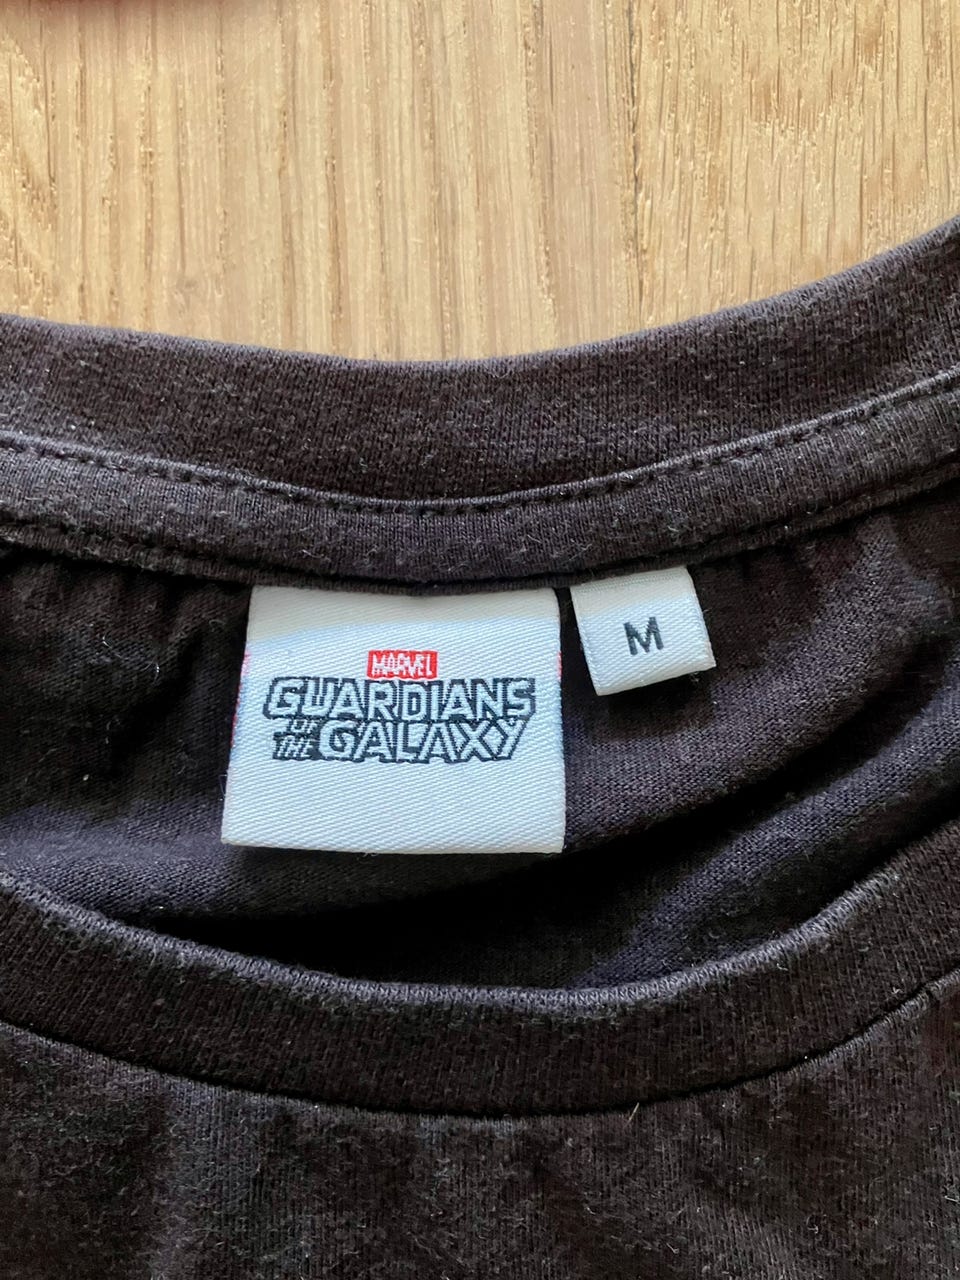 MARVEL
GUARDIANS
OF
THE GALAXY
M